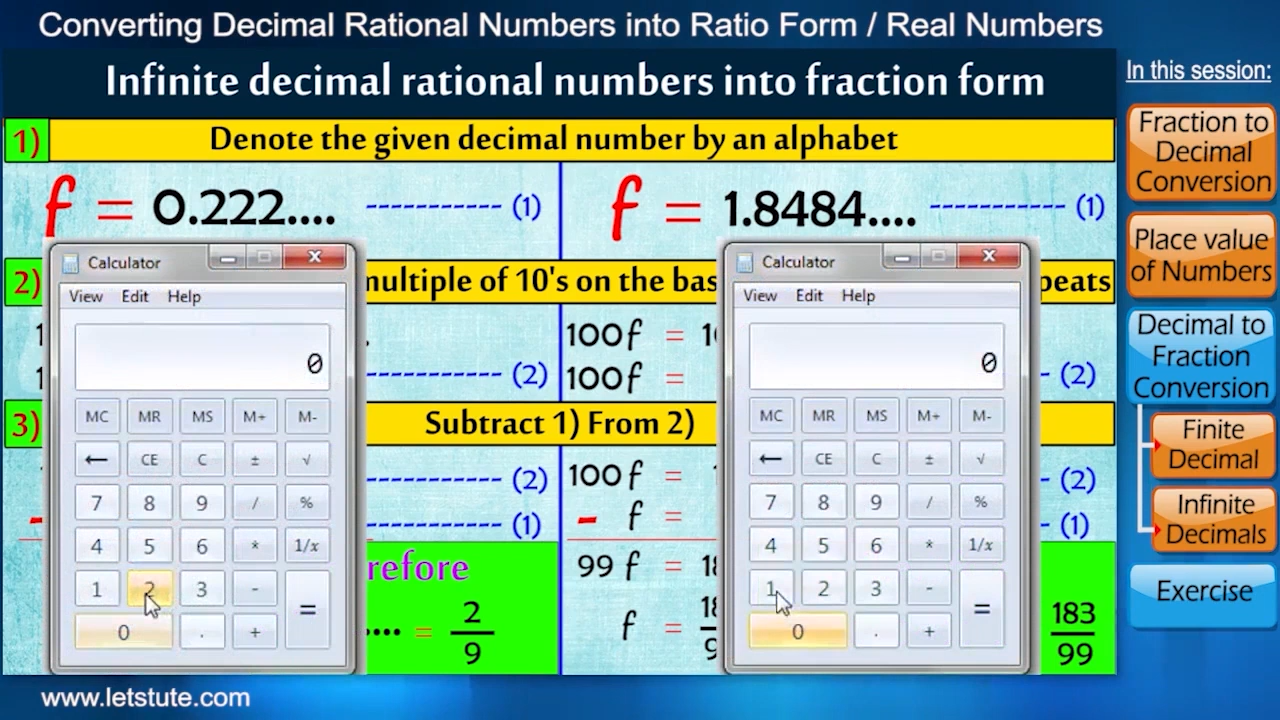 Converting Decimal Rational Numbers into Ratio Form / Real Numbers
Infinite decimal rational numbers into fraction form
1) Denote the given decimal number by an alphabet
f = 0.222.... ------------ (1)
f = 1.8484.... ------------ (1)
2) multiple of 10's on the
100f =
------------ (2)
100f =
(2)
3) Subtract 1) From 2)
------------ (2)
100f =
(2)
------------ (1)
- f =
(1)
.... = 2/9
99 f =
f =
183/99
Calculator
View Edit Help
0
MC MR MS M+ M-
← CE C ± √
7 8 9 / %
4 5 6 * 1/x
1 2 3 - =
0 . +
Calculator
View Edit Help
0
MC MR MS M+ M-
← CE C ± √
7 8 9 / %
4 5 6 * 1/x
1 2 3 - =
0 . +
In this session:
Fraction to
Decimal
Conversion
Place value
of Numbers
Decimal to
Fraction
Conversion
Finite
Decimal
Infinite
Decimals
Exercise
www.letstute.com